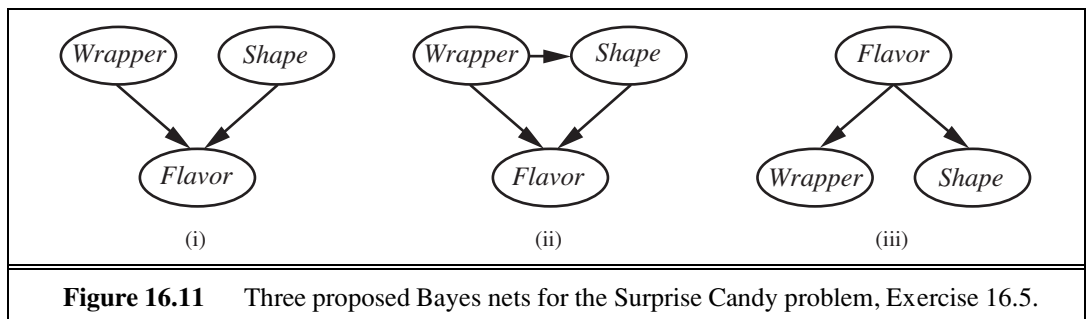 Wrapper Shape Wrapper Shape Flavor
Flavor Flavor Wrapper Shape
(i) (ii) (iii)
Figure 16.11 Three proposed Bayes nets for the Surprise Candy problem, Exercise 16.5.